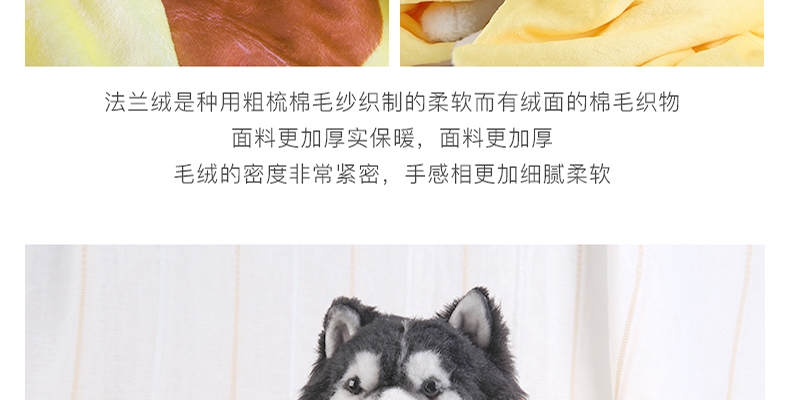 法兰绒是种用粗梳棉毛纱织制的柔软而有绒面的棉毛织物
面料更加厚实保暖，面料更加厚
毛绒的密度非常紧密，手感相更加细腻柔软